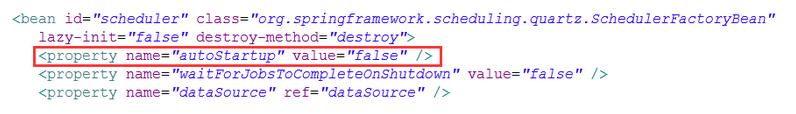 <bean id="scheduler" class="org.springframework.scheduling.quartz.SchedulerFactoryBean"
lazy-init="false" destroy-method="destroy">
<property name="autoStartup" value="false" />
<property name="waitForJobsToCompleteOnShutdown" value="false" />
<property name="dataSource" ref="dataSource" />